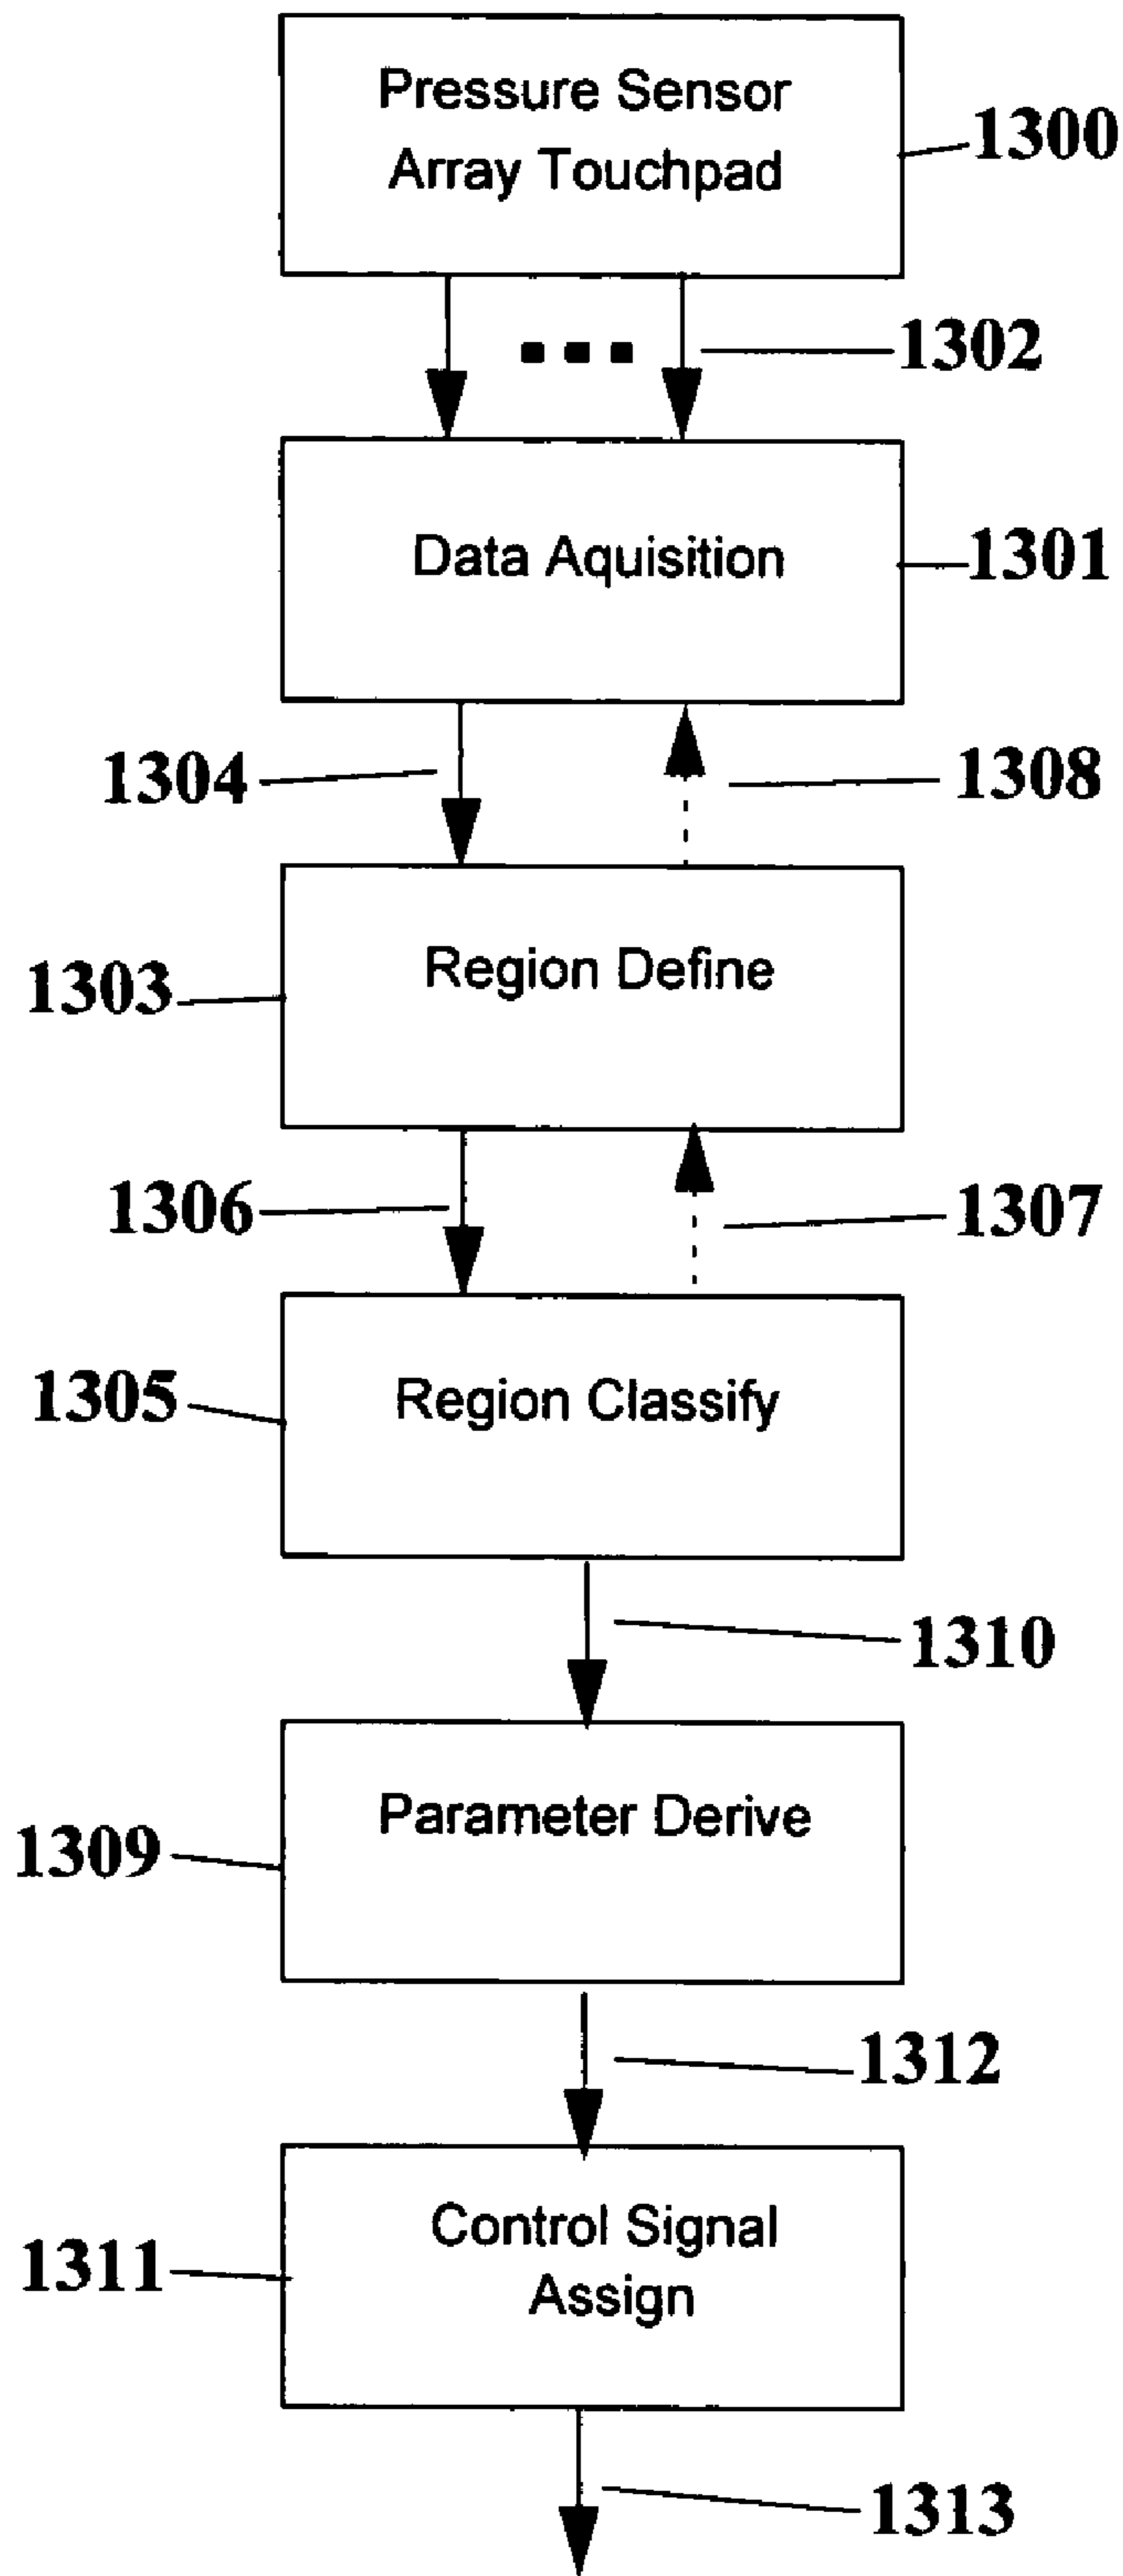 Pressure Sensor
Array Touchpad
1300
1302
Data Aquisition
1301
1304
1308
Region Define
1303
1306
1307
Region Classify
1305
1310
Parameter Derive
1309
1312
Control Signal
Assign
1311
1313